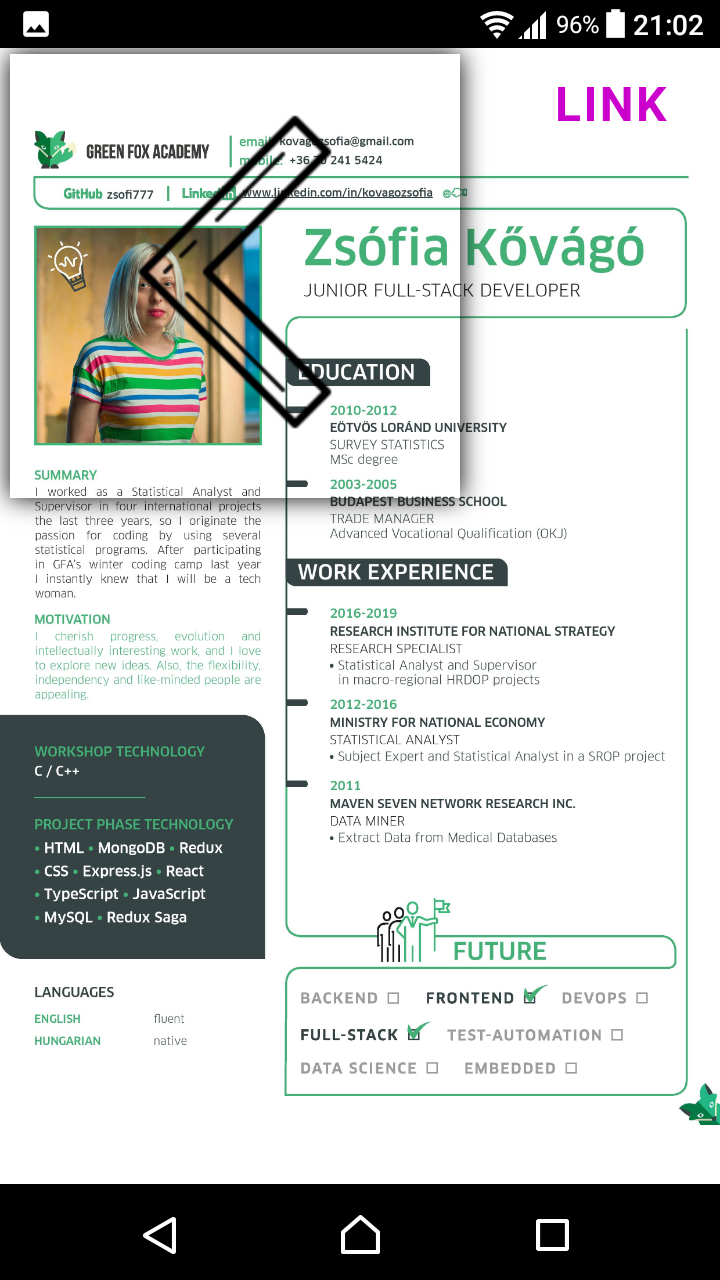 96% 21:02
LINK
GREEN FOX ACADEMY
email: kovagozsofia@gmail.com
mobile: +36 70 241 5424
GitHub zsofi777 | LinkedIn www.linkedin.com/in/kovagozsofia
Zsófia Kővágó
JUNIOR FULL-STACK DEVELOPER
SUMMARY
I worked as a Statistical Analyst and
Supervisor in four international projects
the last three years, so I originate the
passion for coding by using several
statistical programs. After participating
in GFA's winter coding camp last year
I instantly knew that I will be a tech
woman.
MOTIVATION
I cherish progress, evolution and
intellectually interesting work, and I love
to explore new ideas. Also, the flexibility,
independency and like-minded people are
appealing.
WORKSHOP TECHNOLOGY
C / C++
PROJECT PHASE TECHNOLOGY
• HTML • MongoDB • Redux
• CSS • Express.js • React
• TypeScript • JavaScript
• MySQL • Redux Saga
LANGUAGES
ENGLISH fluent
HUNGARIAN native
EDUCATION
2010-2012
EÖTVÖS LORÁND UNIVERSITY
SURVEY STATISTICS
MSc degree
2003-2005
BUDAPEST BUSINESS SCHOOL
TRADE MANAGER
Advanced Vocational Qualification (OKJ)
WORK EXPERIENCE
2016-2019
RESEARCH INSTITUTE FOR NATIONAL STRATEGY
RESEARCH SPECIALIST
• Statistical Analyst and Supervisor
in macro-regional HRDOP projects
2012-2016
MINISTRY FOR NATIONAL ECONOMY
STATISTICAL ANALYST
• Subject Expert and Statistical Analyst in a SROP project
2011
MAVEN SEVEN NETWORK RESEARCH INC.
DATA MINER
• Extract Data from Medical Databases
FUTURE
BACKEND FRONTEND DEVOPS
FULL-STACK TEST-AUTOMATION
DATA SCIENCE EMBEDDED